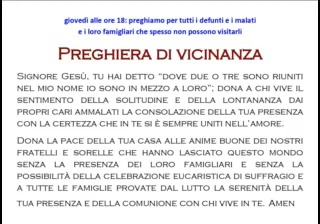 giovedì alle ore 18: preghiamo per tutti i defunti e i malati
e i loro famigliari che spesso non possono visitarli
PREGHIERA DI VICINANZA
SIGNORE GESÙ, TU HAI DETTO "DOVE DUE O TRE SONO RIUNITI
NEL MIO NOME IO SONO IN MEZZO A LORO"; DONA A CHI VIVE IL
SENTIMENTO DELLA SOLITUDINE E DELLA LONTANANZA DAI
PROPRI CARI AMMALATI LA CONSOLAZIONE DELLA TUA PRESENZA
CON LA CERTEZZA CHE IN TE SI È SEMPRE UNITI NELL'AMORE.
DONA LA PACE DELLA TUA CASA ALLE ANIME BUONE DEI NOSTRI
FRATELLI E SORELLE CHE HANNO LASCIATO QUESTO MONDO
SENZA LA PRESENZA DEI LORO FAMIGLIARI E SENZA LA
POSSIBILITÀ DELLA CELEBRAZIONE EUCARISTICA DI SUFFRAGIO E
A TUTTE LE FAMIGLIE PROVATE DAL LUTTO LA SERENITÀ DELLA
TUA PRESENZA E DELLA COMUNIONE CON CHI VIVE IN TE. AMEN